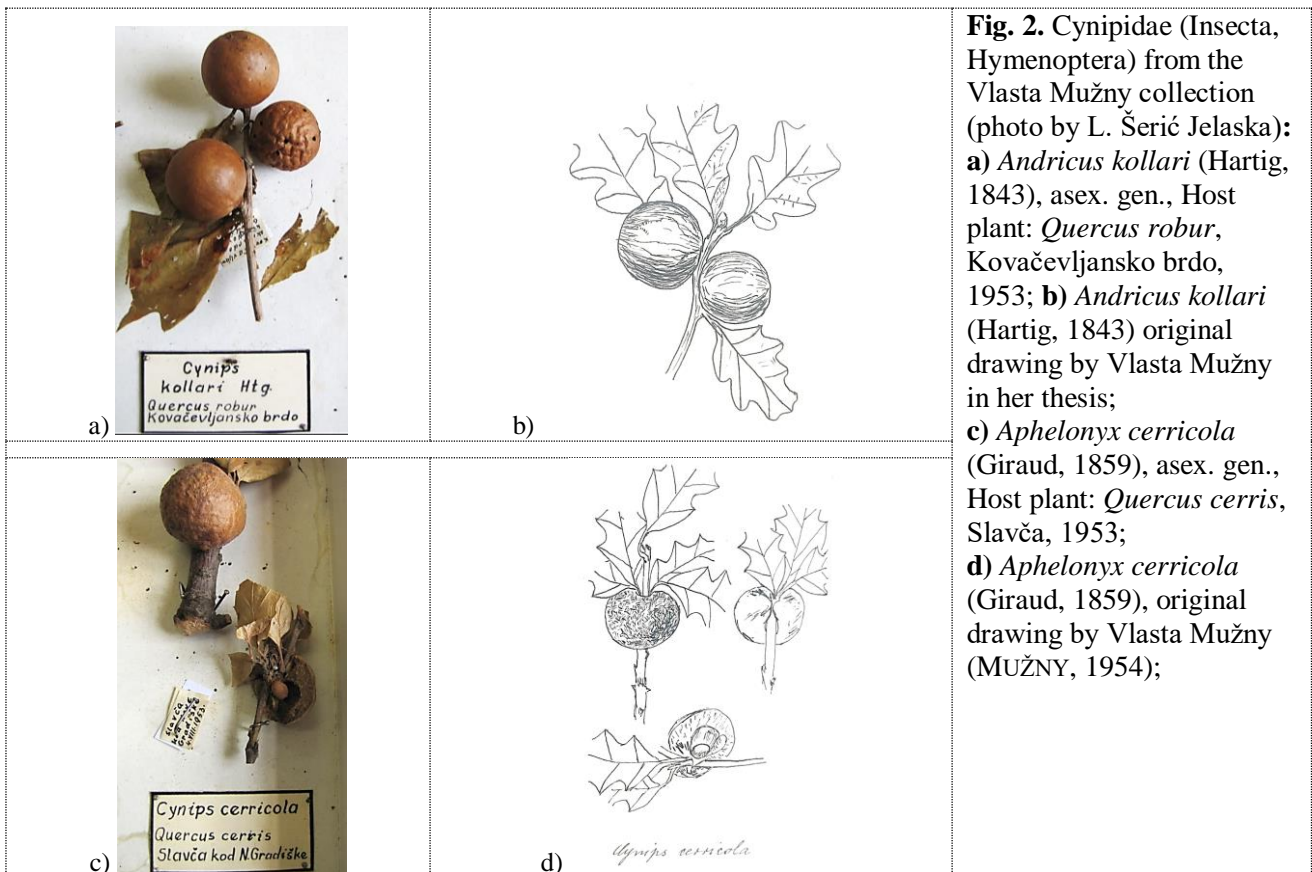 Fig. 2. Cynipidae (Insecta,
Hymenoptera) from the
Vlasta Mužny collection
(photo by L. Šerić Jelaska):
a) Andricus kollari (Hartig,
1843), asex. gen., Host
plant: Quercus robur,
Kovačevljansko brdo,
1953; b) Andricus kollari
(Hartig, 1843) original
drawing by Vlasta Mužny
in her thesis;
c) Aphelonyx cerricola
(Giraud, 1859), asex. gen.,
Host plant: Quercus cerris,
Slavča, 1953;
d) Aphelonyx cerricola
(Giraud, 1859), original
drawing by Vlasta Mužny
(MUŽNY, 1954);
Cynips
kollari Htg.
Quercus robur
Kovačevljansko brdo
a)
b)
Slavča
kod N.
Gradiške
Cynips cerricola
Quercus cerris
Slavča kod N.Gradiške
c)
d)
Cynips cerricola